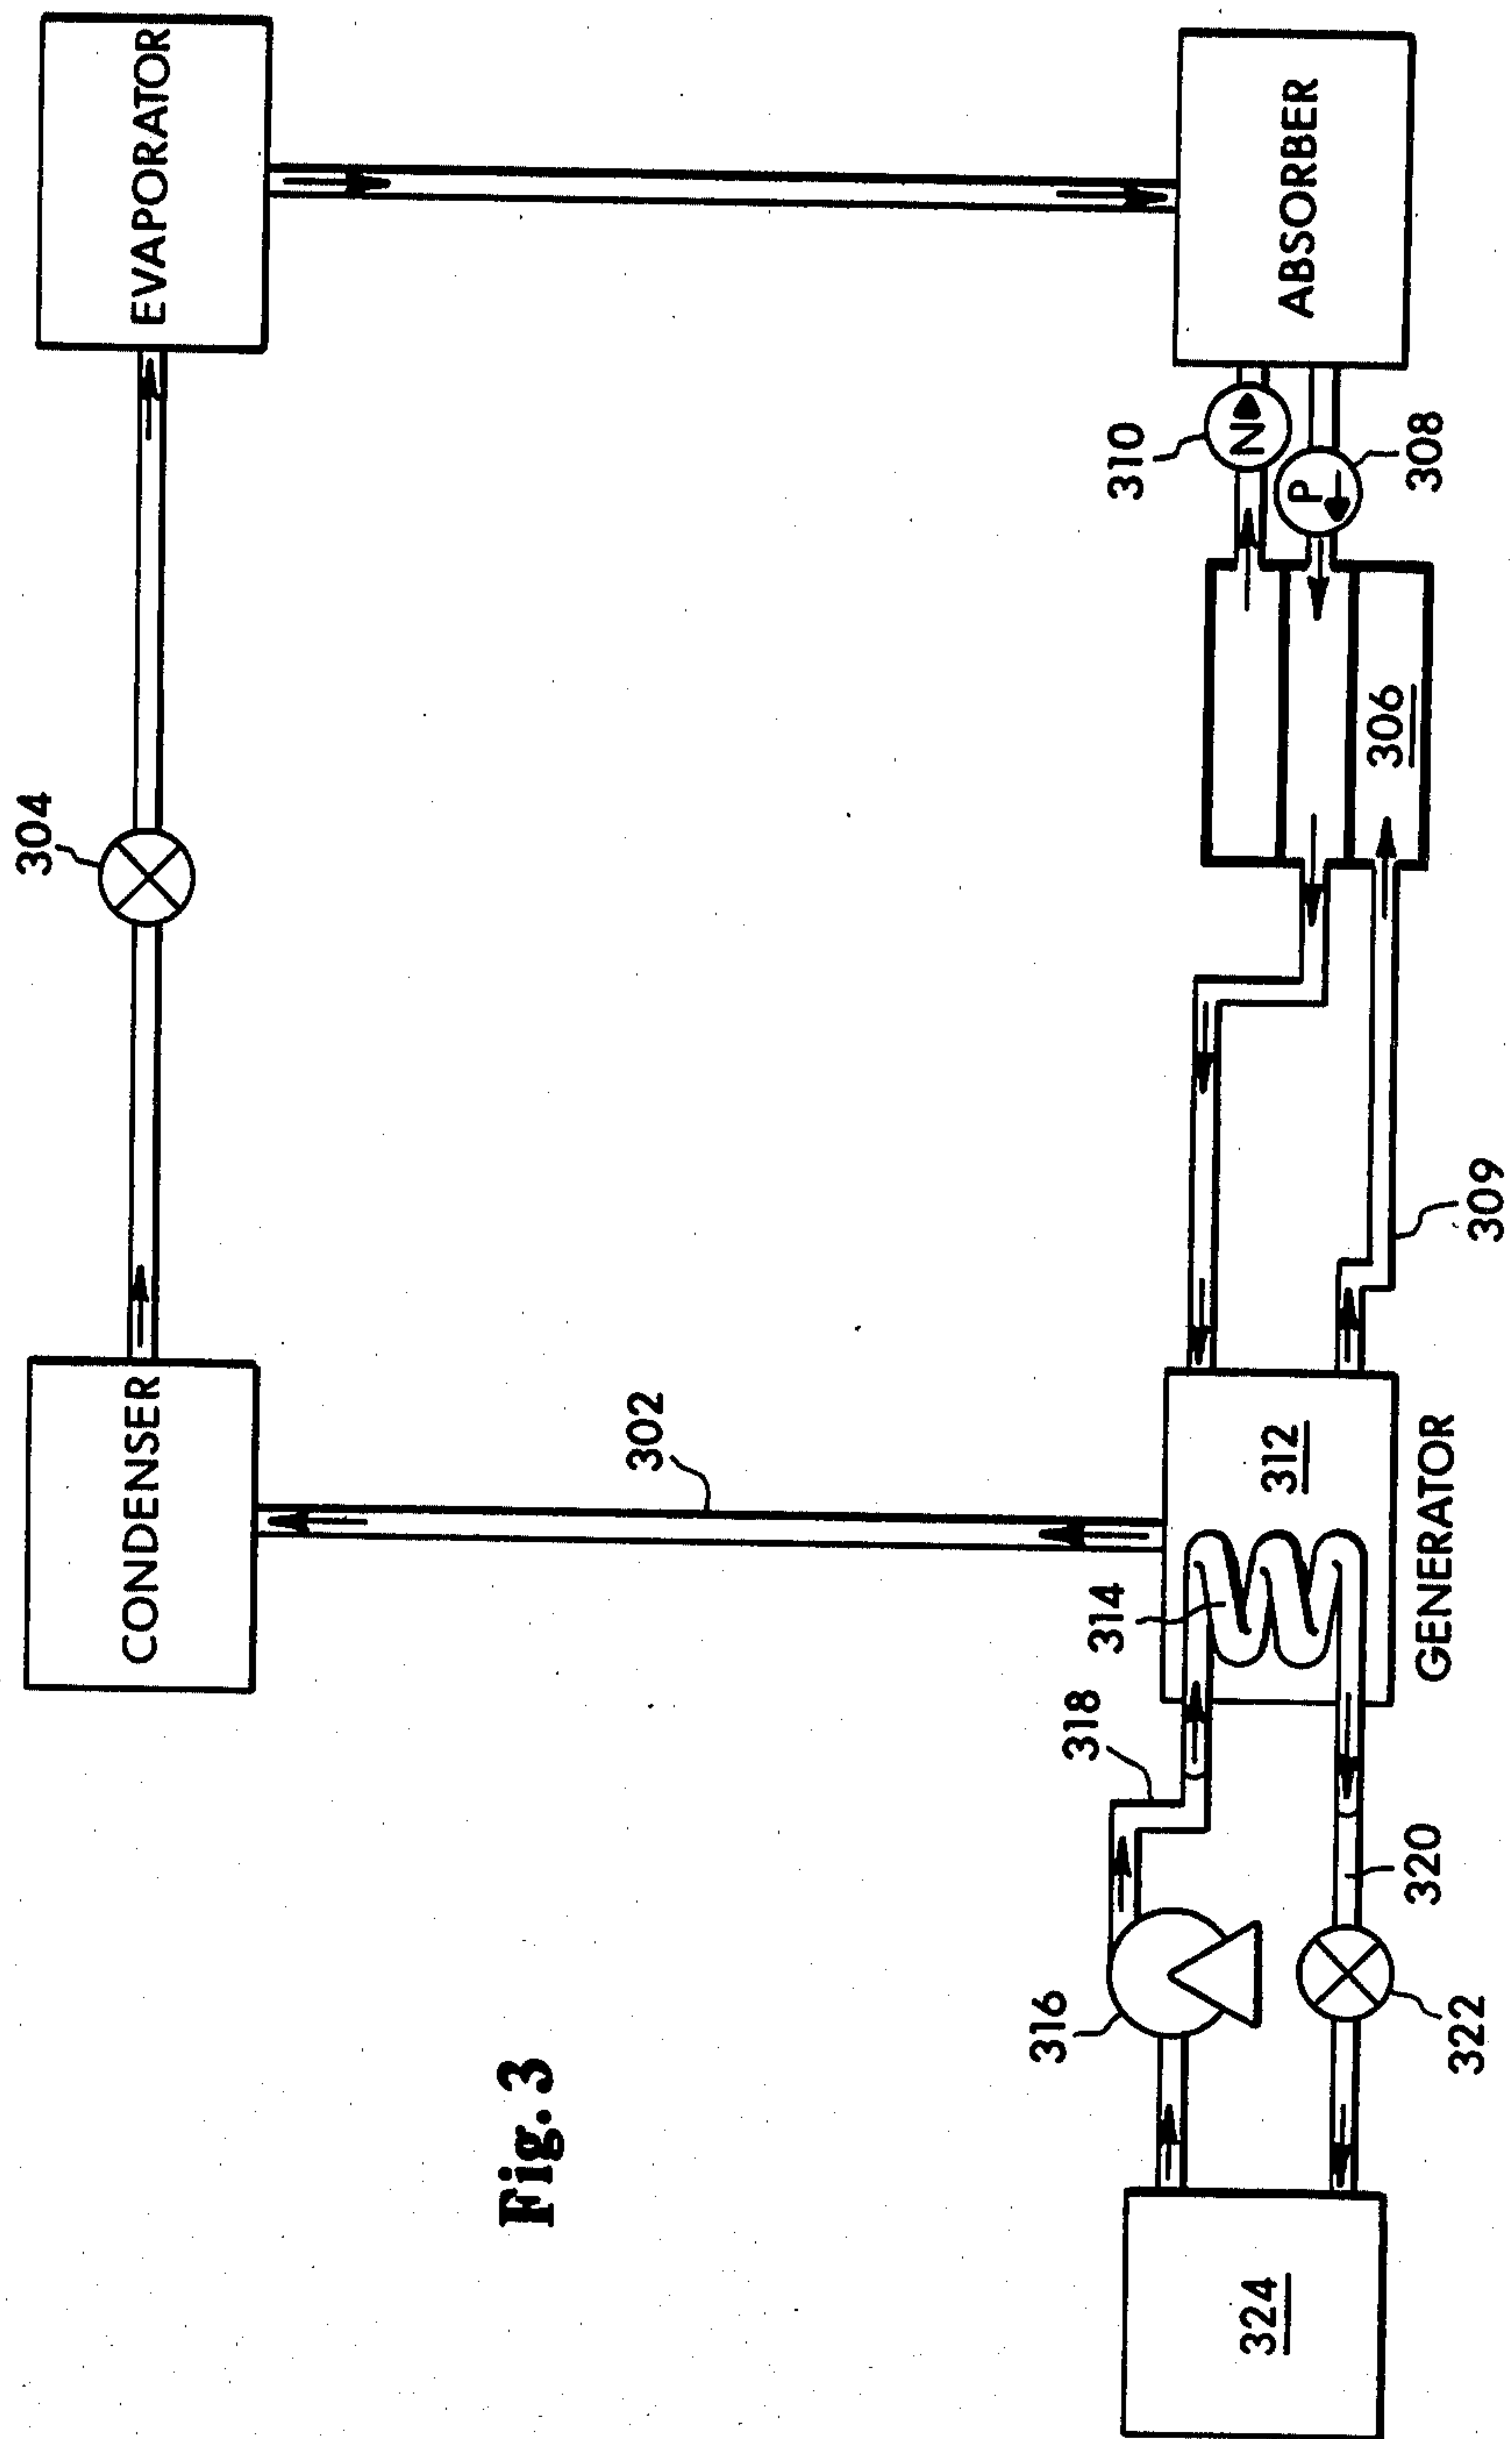 304
CONDENSER
EVAPORATOR
302
Fig. 3
316
318
314
310
N
P
308
324
312
ABSORBER
306
322
320
GENERATOR
309